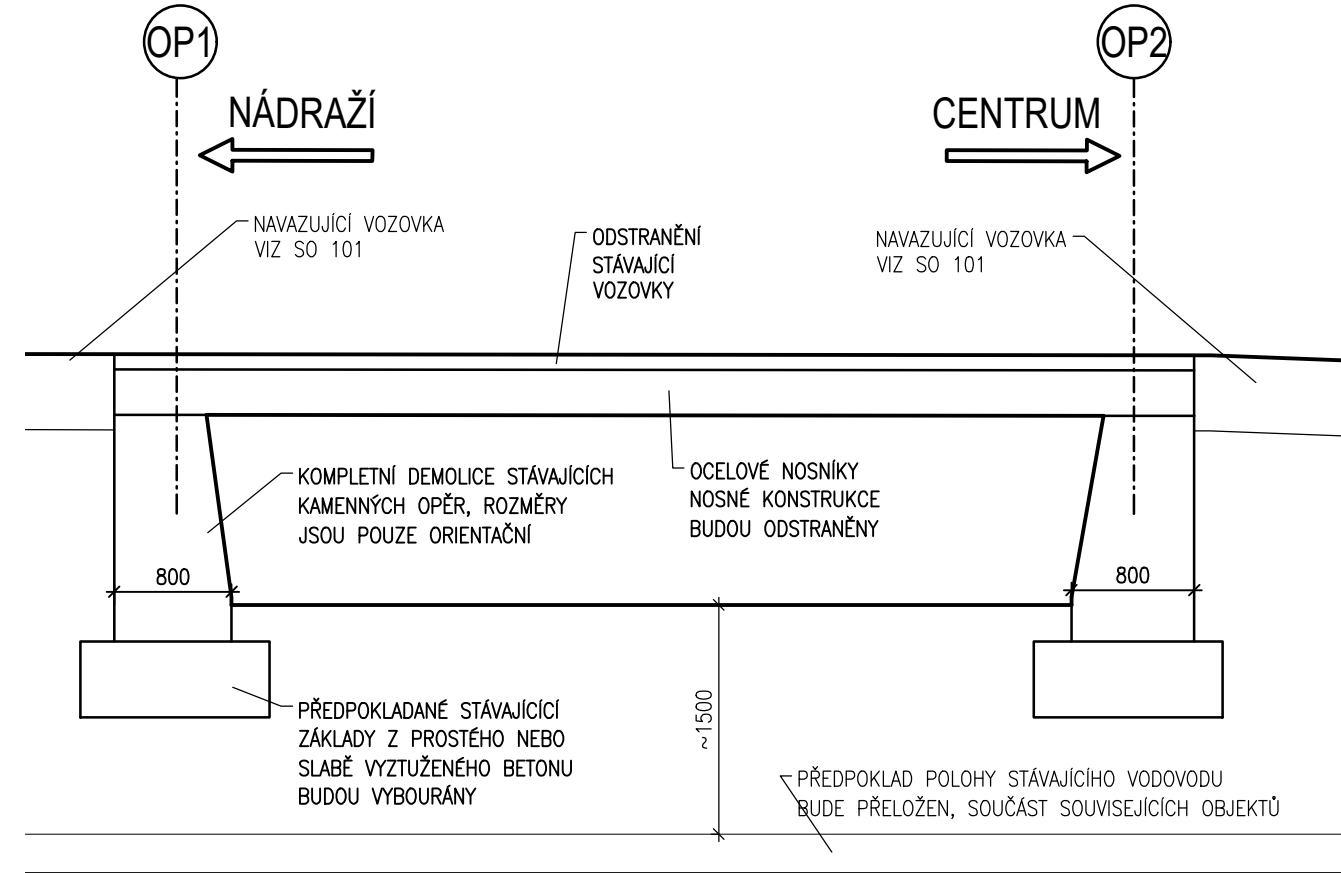 OP1
OP2
NÁDRAŽÍ
CENTRUM
NAVAZUJÍCÍ VOZOVKA
VIZ SO 101
ODSTRANĚNÍ
STÁVAJÍCÍ
VOZOVKY
NAVAZUJÍCÍ VOZOVKA
VIZ SO 101
KOMPLETNÍ DEMOLICE STÁVAJÍCÍCH
KAMENNÝCH OPĚR, ROZMĚRY
JSOU POUZE ORIENTAČNÍ
OCELOVÉ NOSNÍKY
NOSNÉ KONSTRUKCE
BUDOU ODSTRANĚNY
800
800
~1500
PŘEDPOKLADANÉ STÁVAJÍCÍCÍ
ZÁKLADY Z PROSTÉHO NEBO
SLABĚ VYZTUŽENÉHO BETONU
BUDOU VYBOURÁNY
PŘEDPOKLAD POLOHY STÁVAJÍCÍHO VODOVODU
BUDE PŘELOŽEN, SOUČÁST SOUVISEJÍCÍCH OBJEKTŮ